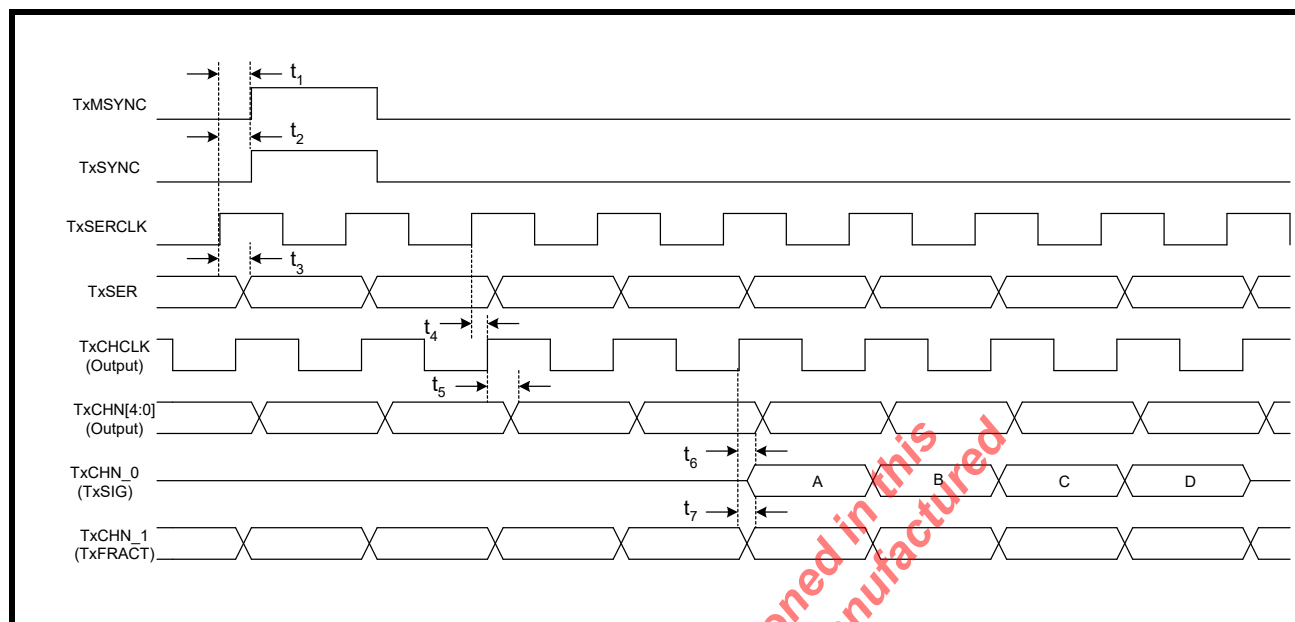 t1
TxMSYNC
t2
TxSYNC
TxSERCLK
t3
TxSER
t4
TxCHCLK
(Output)
t5
TxCHN[4:0]
(Output)
t6
TxCHN_0
(TxSIG)
A
B
C
D
t7
TxCHN_1
(TxFRACT)
oned in this
nufactured